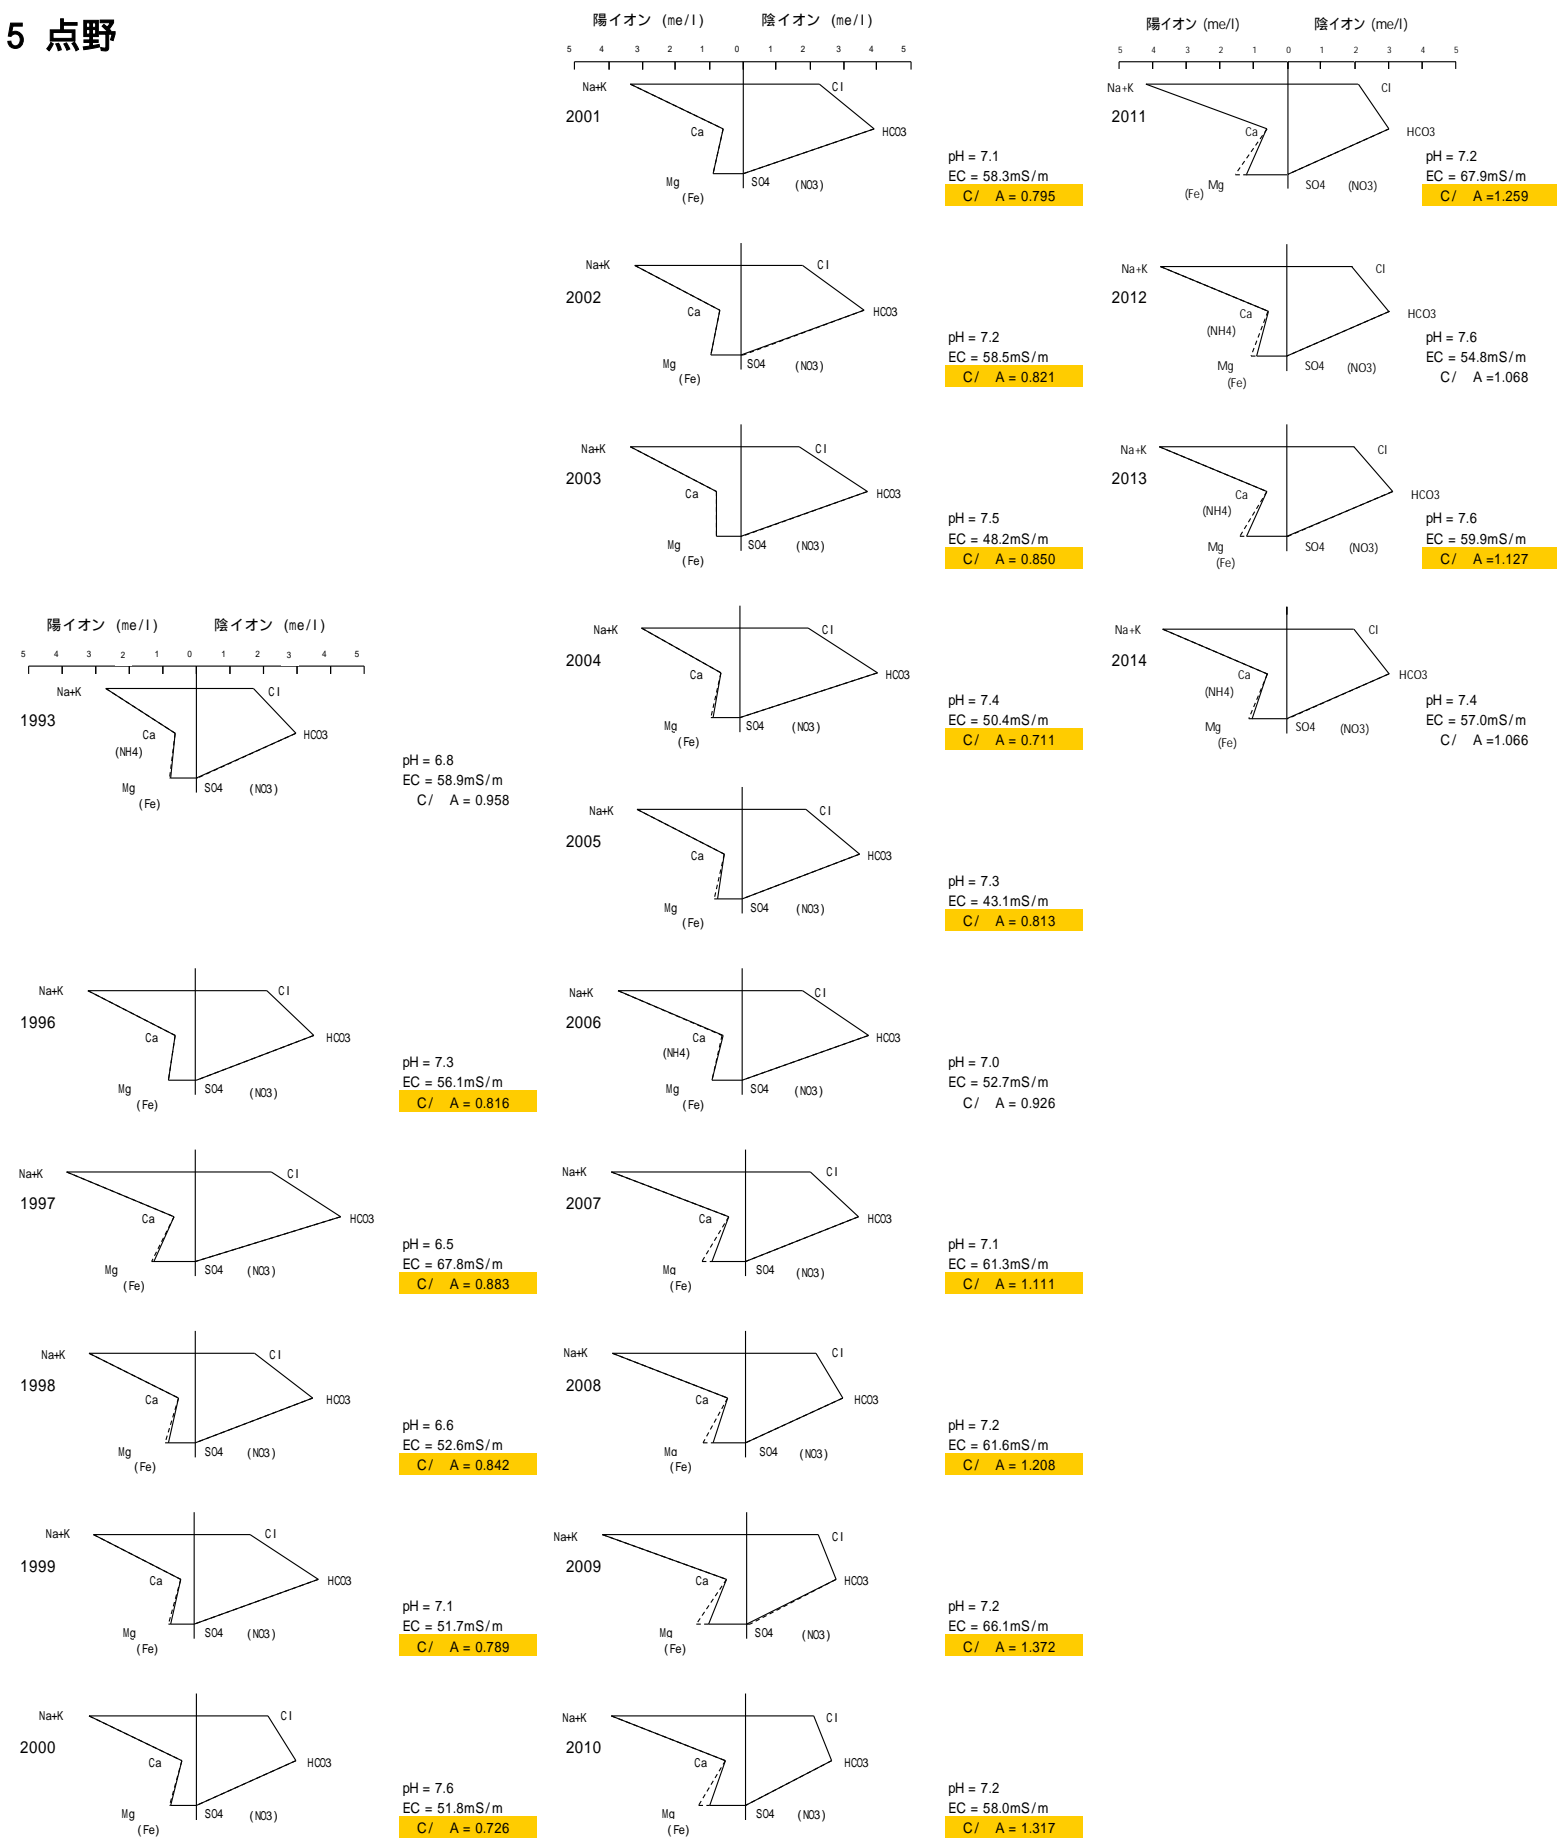 5 点野
陽イオン (me/l) 陰イオン (me/l)
5 4 3 2 1 0 1 2 3 4 5
Na+K Cl
1993
Ca HCO3
(NH4)
Mg SO4 (NO3)
(Fe)
pH = 6.8
EC = 58.9mS/m
C/ A = 0.958
Na+K Cl
1996
Ca HCO3
Mg SO4 (NO3)
(Fe)
pH = 7.3
EC = 56.1mS/m
C/ A = 0.816
Na+K Cl
1997
Ca HCO3
Mg SO4 (NO3)
(Fe)
pH = 6.5
EC = 67.8mS/m
C/ A = 0.883
Na+K Cl
1998
Ca HCO3
Mg SO4 (NO3)
(Fe)
pH = 6.6
EC = 52.6mS/m
C/ A = 0.842
Na+K Cl
1999
Ca HCO3
Mg SO4 (NO3)
(Fe)
pH = 7.1
EC = 51.7mS/m
C/ A = 0.789
Na+K Cl
2000
Ca HCO3
Mg SO4 (NO3)
(Fe)
pH = 7.6
EC = 51.8mS/m
C/ A = 0.726
陽イオン (me/l) 陰イオン (me/l)
5 4 3 2 1 0 1 2 3 4 5
Na+K Cl
2001
Ca HCO3
Mg SO4 (NO3)
(Fe)
pH = 7.1
EC = 58.3mS/m
C/ A = 0.795
Na+K Cl
2002
Ca HCO3
Mg SO4 (NO3)
(Fe)
pH = 7.2
EC = 58.5mS/m
C/ A = 0.821
Na+K Cl
2003
Ca HCO3
Mg SO4 (NO3)
(Fe)
pH = 7.5
EC = 48.2mS/m
C/ A = 0.850
Na+K Cl
2004
Ca HCO3
Mg SO4 (NO3)
(Fe)
pH = 7.4
EC = 50.4mS/m
C/ A = 0.711
Na+K Cl
2005
Ca HCO3
Mg SO4 (NO3)
(Fe)
pH = 7.3
EC = 43.1mS/m
C/ A = 0.813
Na+K Cl
2006
Ca HCO3
(NH4)
Mg SO4 (NO3)
(Fe)
pH = 7.0
EC = 52.7mS/m
C/ A = 0.926
Na+K Cl
2007
Ca HCO3
Mg SO4 (NO3)
(Fe)
pH = 7.1
EC = 61.3mS/m
C/ A = 1.111
Na+K Cl
2008
Ca HCO3
Mg SO4 (NO3)
(Fe)
pH = 7.2
EC = 61.6mS/m
C/ A = 1.208
Na+K Cl
2009
Ca HCO3
Mg SO4 (NO3)
(Fe)
pH = 7.2
EC = 66.1mS/m
C/ A = 1.372
Na+K Cl
2010
Ca HCO3
Mg SO4 (NO3)
(Fe)
pH = 7.2
EC = 58.0mS/m
C/ A = 1.317
陽イオン (me/l) 陰イオン (me/l)
5 4 3 2 1 0 1 2 3 4 5
Na+K Cl
2011
Ca HCO3
Mg SO4 (NO3)
(Fe)
pH = 7.2
EC = 67.9mS/m
C/ A =1.259
Na+K Cl
2012
Ca HCO3
(NH4)
Mg SO4 (NO3)
(Fe)
pH = 7.6
EC = 54.8mS/m
C/ A =1.068
Na+K Cl
2013
Ca HCO3
(NH4)
Mg SO4 (NO3)
(Fe)
pH = 7.6
EC = 59.9mS/m
C/ A =1.127
Na+K Cl
2014
Ca HCO3
(NH4)
Mg SO4 (NO3)
(Fe)
pH = 7.4
EC = 57.0mS/m
C/ A =1.066